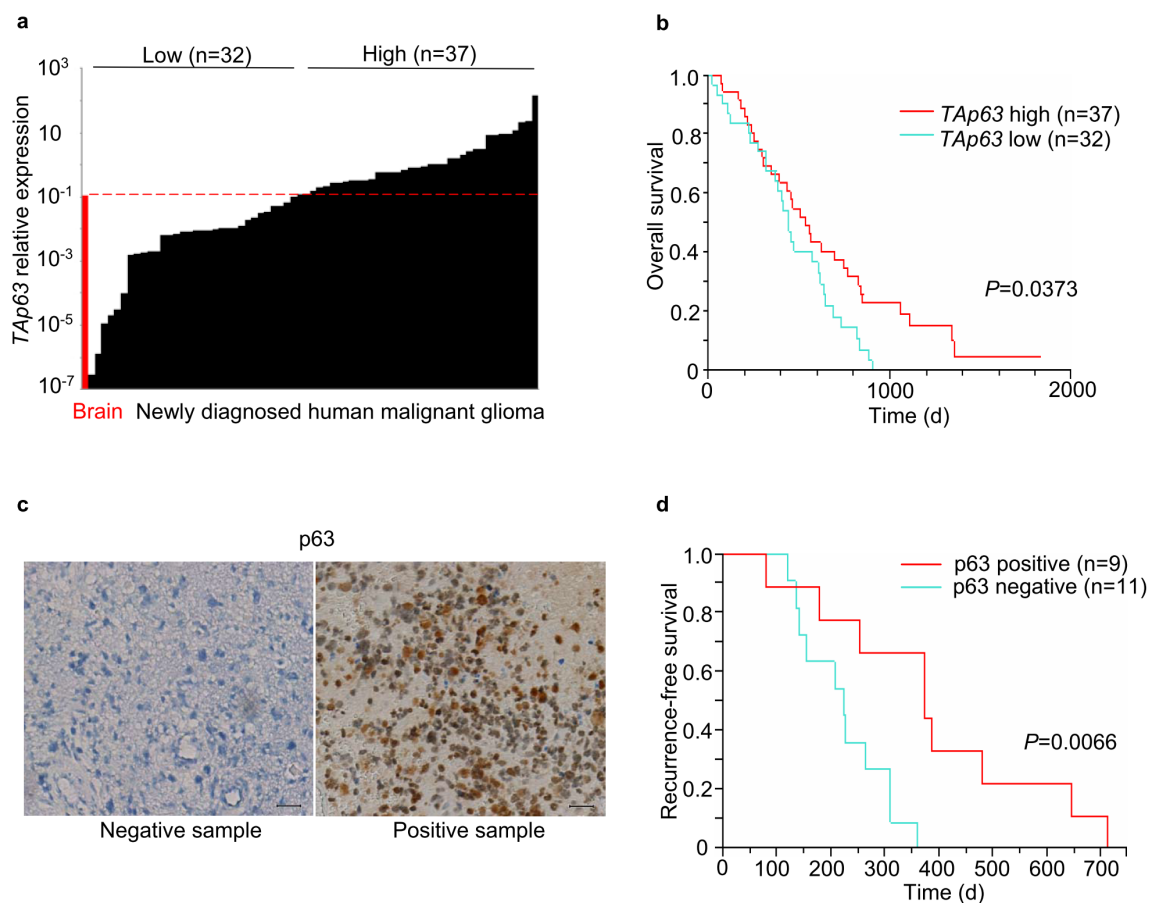 a
Low (n=32)
High (n=37)
10³
10
10⁻¹
10⁻³
10⁻⁵
10⁻⁷
TAp63 relative expression
Brain
Newly diagnosed human malignant glioma
b
1.0
0.8
0.6
0.4
0.2
0
Overall survival
TAp63 high (n=37)
TAp63 low (n=32)
P=0.0373
0
1000
2000
Time (d)
c
p63
Negative sample
Positive sample
d
1.0
0.8
0.6
0.4
0.2
0
Recurrence-free survival
p63 positive (n=9)
p63 negative (n=11)
P=0.0066
0
100
200
300
400
500
600
700
Time (d)